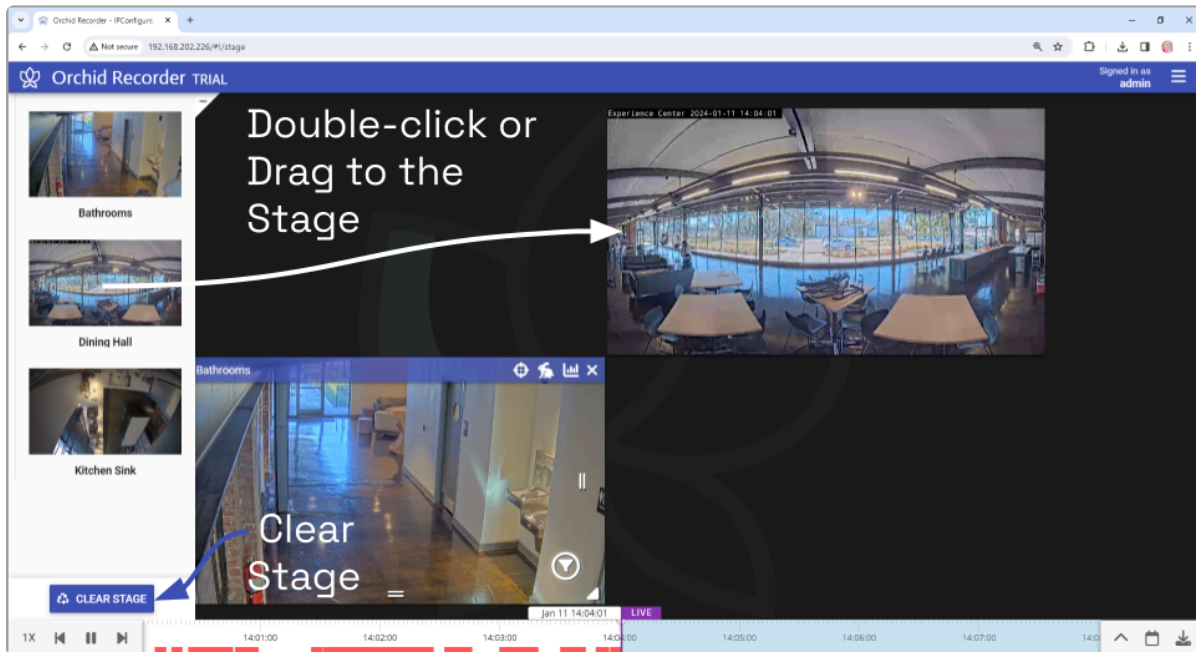 Orchid Recorder - IPConfigure,
Not secure 192.168.202.226/#!/stage
Orchid Recorder TRIAL
Signed in as
admin
Bathrooms
Dining Hall
Kitchen Sink
CLEAR STAGE
Double-click or
Drag to the
Stage
Experience Center 2024-01-11 14:04:01
Bathrooms
Clear
Stage
Jan 11 14:04:01 LIVE
1X
14:01:00 14:02:00 14:03:00 14:04:00 14:05:00 14:06:00 14:07:00